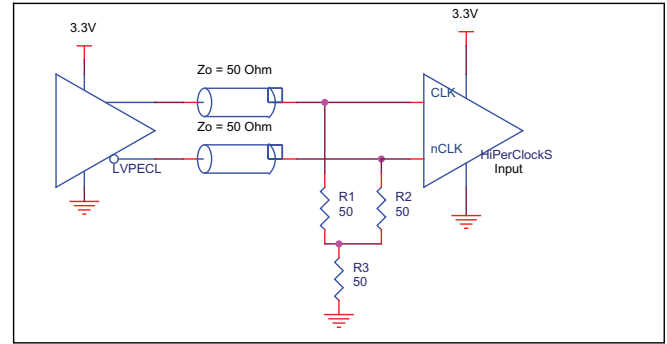 3.3V
3.3V
Zo = 50 Ohm
CLK
Zo = 50 Ohm
nCLK
HiPerClockS
LVPECL
Input
R1
50
R2
50
R3
50